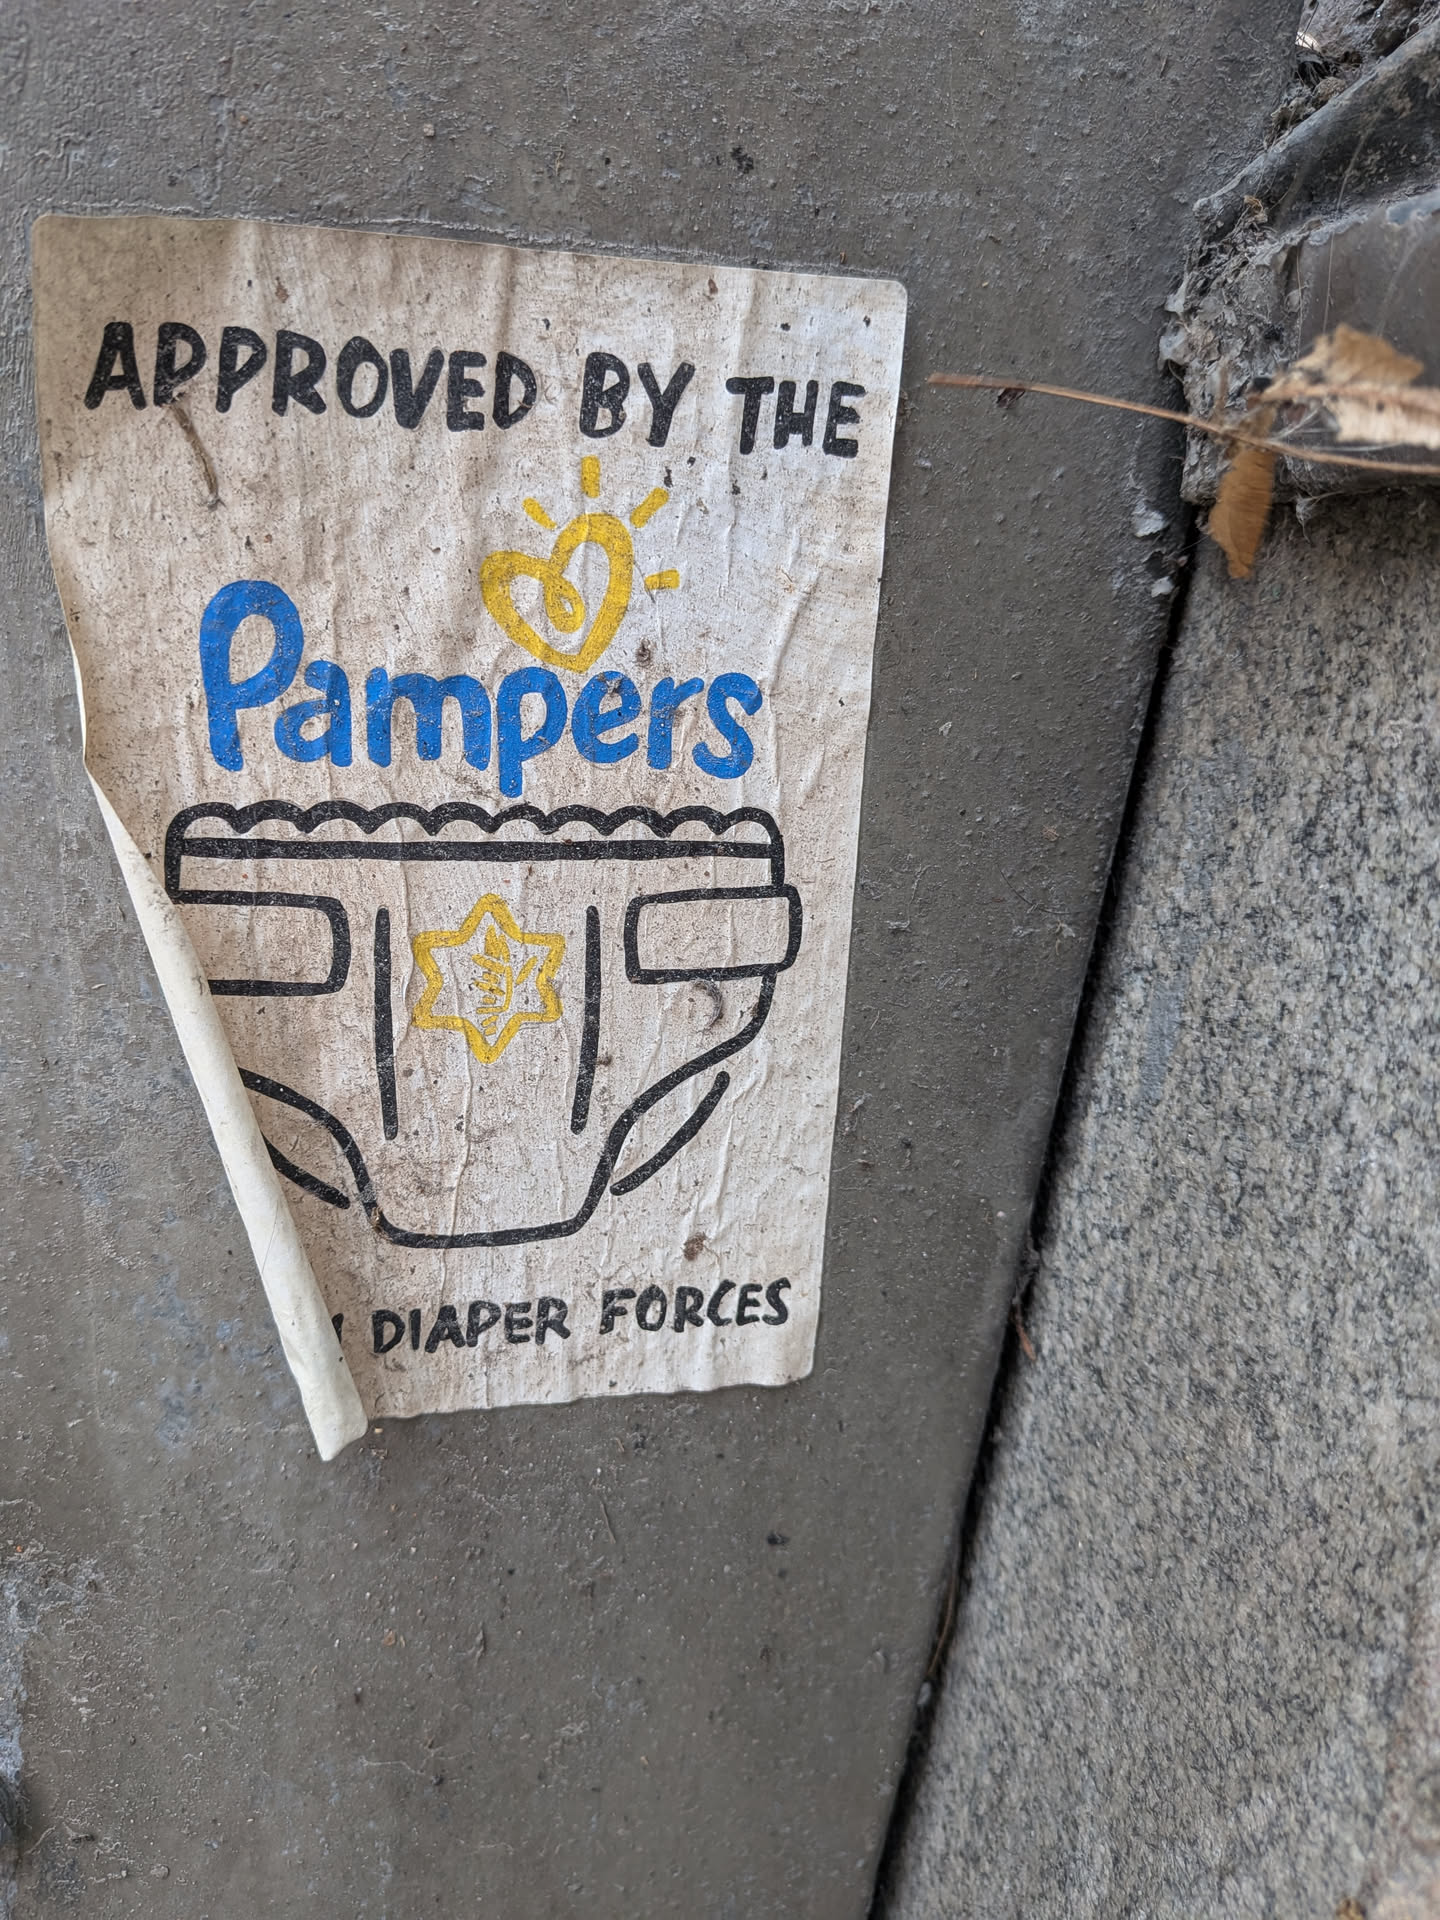 APPROVED BY THE
Pampers
DIAPER FORCES